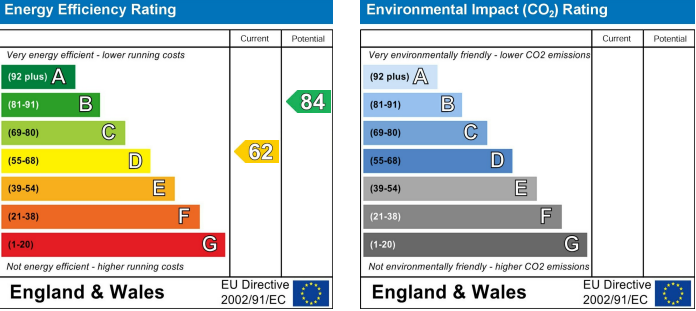 Energy Efficiency Rating
Current Potential
Very energy efficient - lower running costs
(92 plus) A
(81-91) B
84
(69-80) C
(55-68) D
62
(39-54) E
(21-38) F
(1-20) G
Not energy efficient - higher running costs
England & Wales
EU Directive
2002/91/EC
Environmental Impact (CO₂) Rating
Current Potential
Very environmentally friendly - lower CO2 emissions
(92 plus) A
(81-91) B
(69-80) C
(55-68) D
(39-54) E
(21-38) F
(1-20) G
Not environmentally friendly - higher CO2 emissions
England & Wales
EU Directive
2002/91/EC